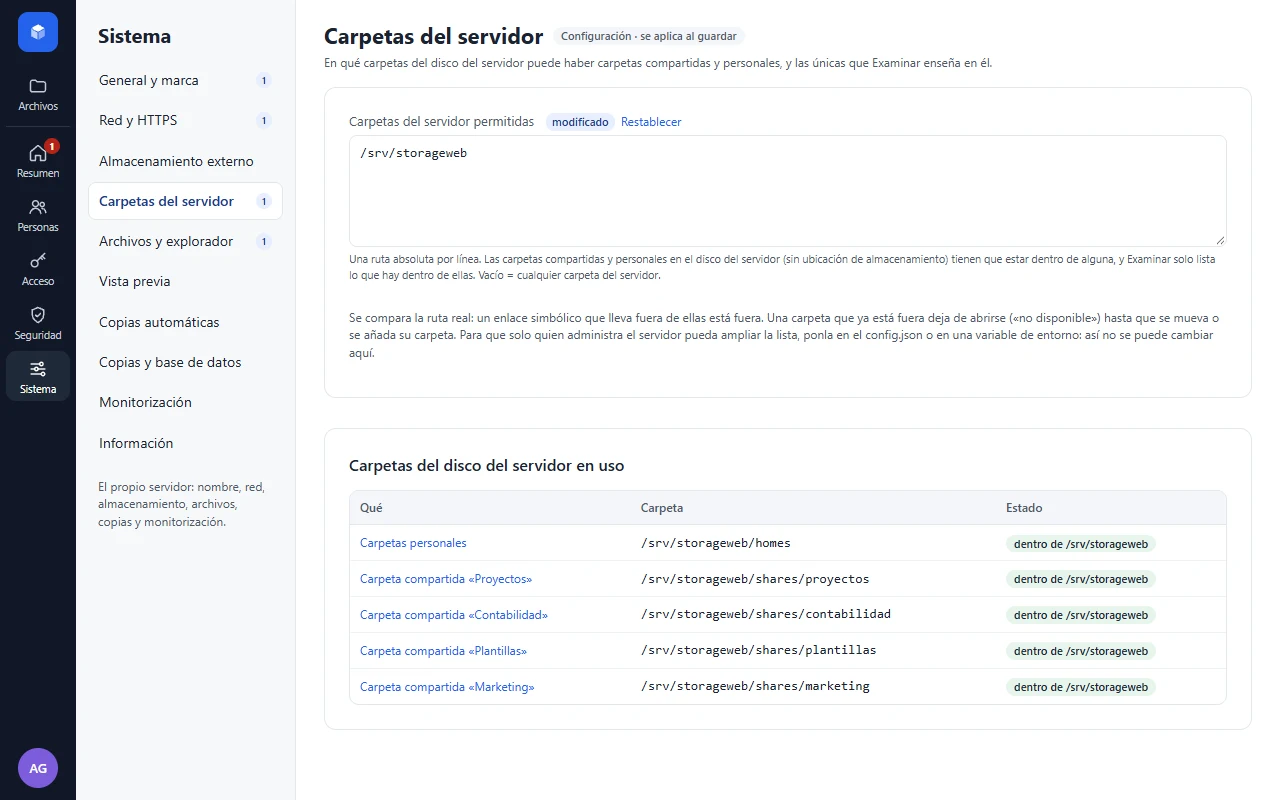 Archivos
1
Resumen
Personas
Acceso
Seguridad
Sistema
AG
Sistema
General y marca 1
Red y HTTPS 1
Almacenamiento externo
Carpetas del servidor 1
Archivos y explorador 1
Vista previa
Copias automáticas
Copias y base de datos
Monitorización
Información
El propio servidor: nombre, red,
almacenamiento, archivos,
copias y monitorización.
Carpetas del servidor Configuración · se aplica al guardar
En qué carpetas del disco del servidor puede haber carpetas compartidas y personales, y las únicas que Examinar enseña en él.
Carpetas del servidor permitidas modificado Restablecer
/srv/storageweb
Una ruta absoluta por línea. Las carpetas compartidas y personales en el disco del servidor (sin ubicación de almacenamiento) tienen que estar dentro de alguna, y Examinar solo lista
lo que hay dentro de ellas. Vacío = cualquier carpeta del servidor.
Se compara la ruta real: un enlace simbólico que lleva fuera de ellas está fuera. Una carpeta que ya está fuera deja de abrirse («no disponible») hasta que se mueva o
se añada su carpeta. Para que solo quien administra el servidor pueda ampliar la lista, ponla en el config.json o en una variable de entorno: así no se puede cambiar
aquí.
Carpetas del disco del servidor en uso
Qué Carpeta Estado
Carpetas personales /srv/storageweb/homes dentro de /srv/storageweb
Carpeta compartida «Proyectos» /srv/storageweb/shares/proyectos dentro de /srv/storageweb
Carpeta compartida «Contabilidad» /srv/storageweb/shares/contabilidad dentro de /srv/storageweb
Carpeta compartida «Plantillas» /srv/storageweb/shares/plantillas dentro de /srv/storageweb
Carpeta compartida «Marketing» /srv/storageweb/shares/marketing dentro de /srv/storageweb